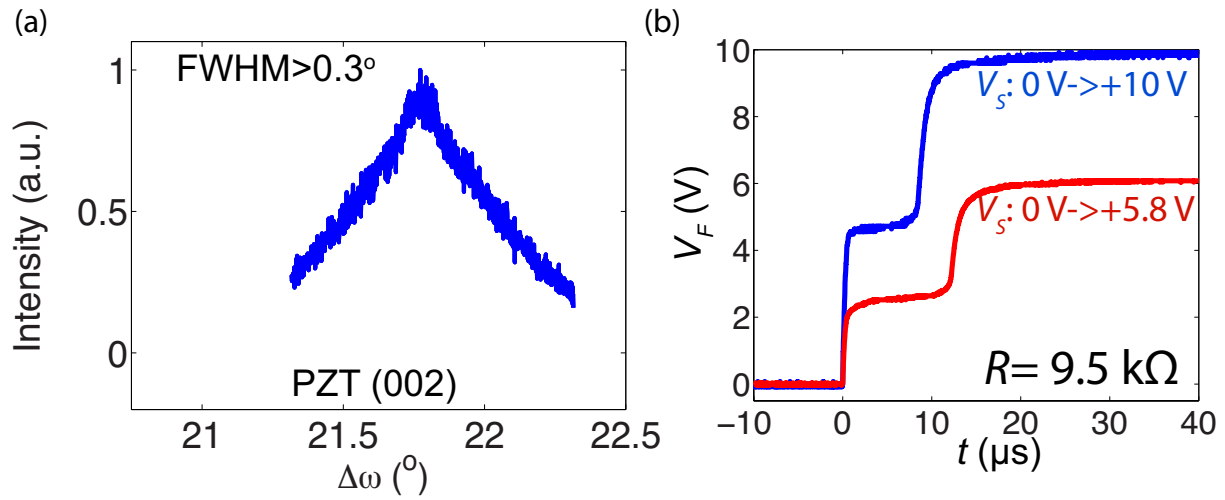 (a)
FWHM>0.3°
Intensity (a.u.)
1
0.5
0
PZT (002)
21
21.5
22
22.5
Δω (°)
(b)
V_F (V)
10
8
6
4
2
0
V_S: 0 V->+10 V
V_S: 0 V->+5.8 V
R= 9.5 kΩ
−10
0
10
20
30
40
t (μs)